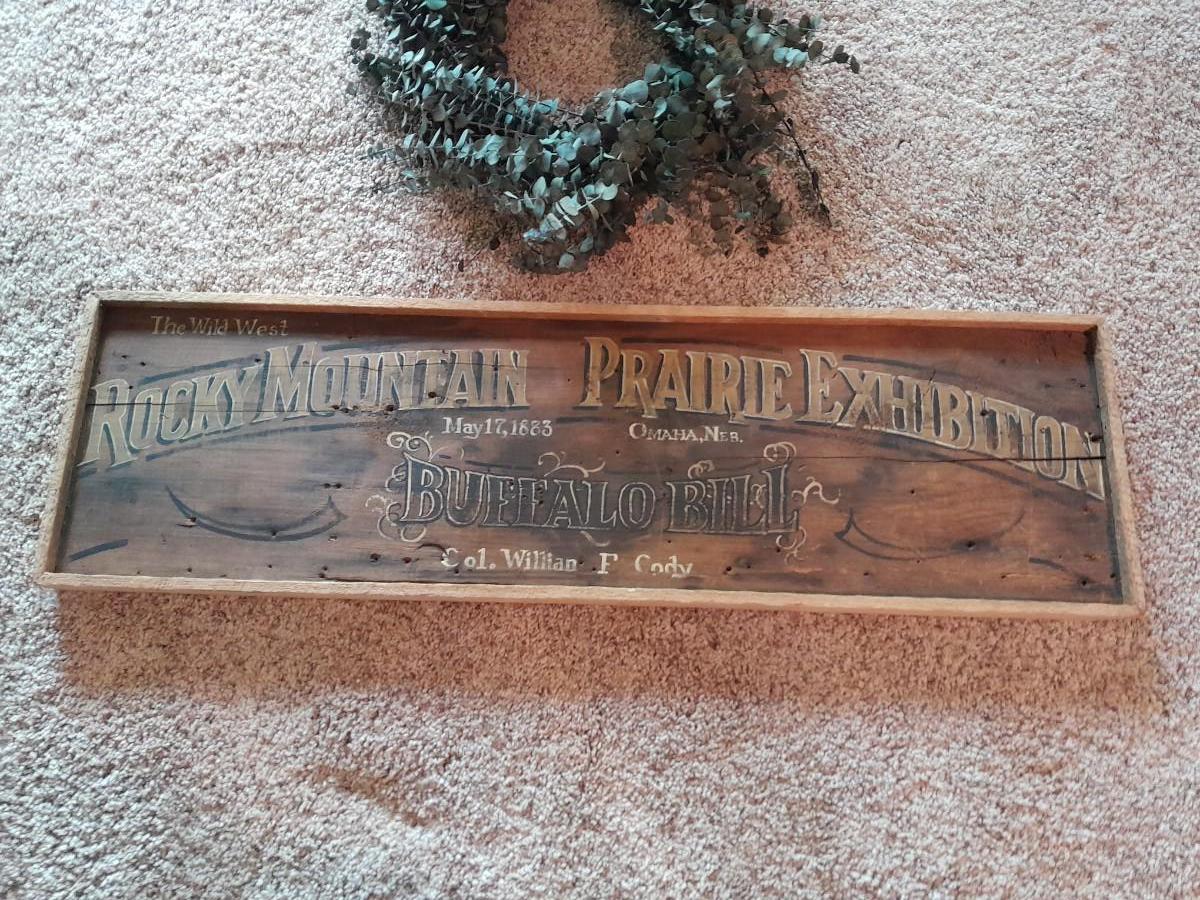 The Wild West
ROCKY MOUNTAIN PRAIRIE EXHIBITION
May 17, 1883 OMAHA, NEB.
BUFFALO BILL
Col. William F Cody